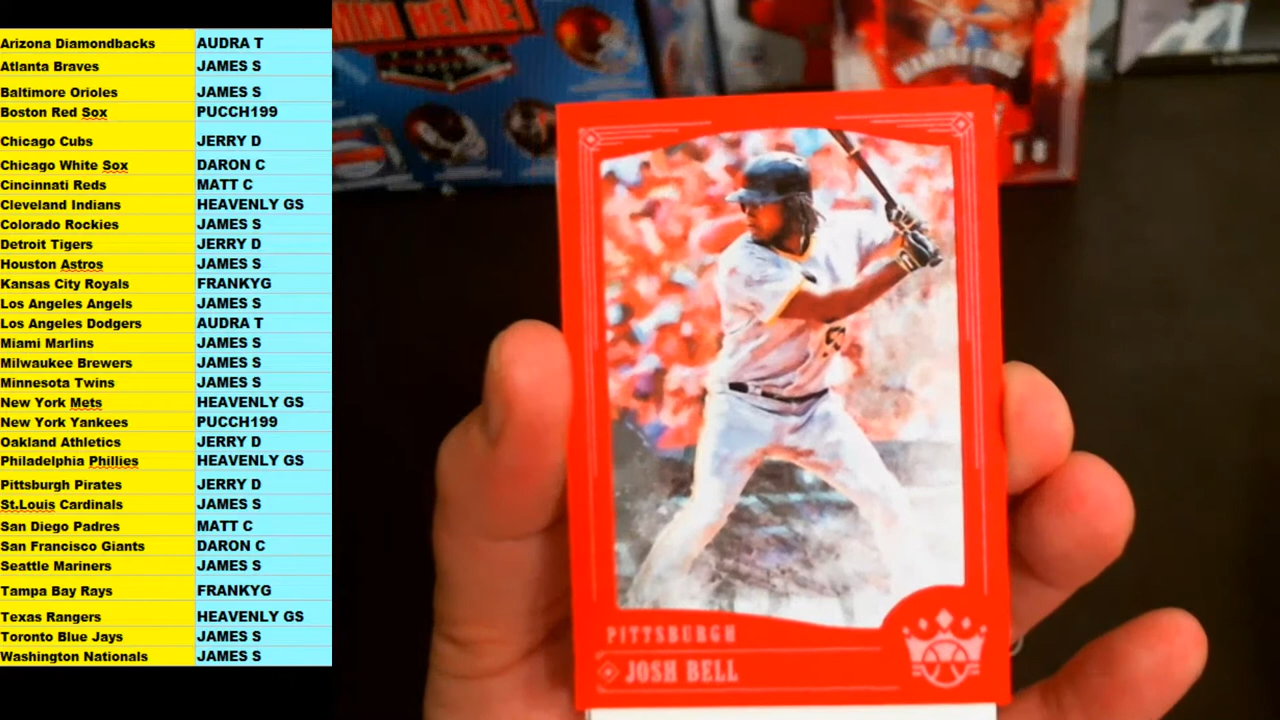 Arizona Diamondbacks AUDRA T
Atlanta Braves JAMES S
Baltimore Orioles JAMES S
Boston Red Sox PUCCH199
Chicago Cubs JERRY D
Chicago White Sox DARON C
Cincinnati Reds MATT C
Cleveland Indians HEAVENLY GS
Colorado Rockies JAMES S
Detroit Tigers JERRY D
Houston Astros JAMES S
Kansas City Royals FRANKYG
Los Angeles Angels JAMES S
Los Angeles Dodgers AUDRA T
Miami Marlins JAMES S
Milwaukee Brewers JAMES S
Minnesota Twins JAMES S
New York Mets HEAVENLY GS
New York Yankees PUCCH199
Oakland Athletics JERRY D
Philadelphia Phillies HEAVENLY GS
Pittsburgh Pirates JERRY D
St.Louis Cardinals JAMES S
San Diego Padres MATT C
San Francisco Giants DARON C
Seattle Mariners JAMES S
Tampa Bay Rays FRANKYG
Texas Rangers HEAVENLY GS
Toronto Blue Jays JAMES S
Washington Nationals JAMES S
MINI HELMET
DIAMOND KINGS
PITTSBURGH
JOSH BELL